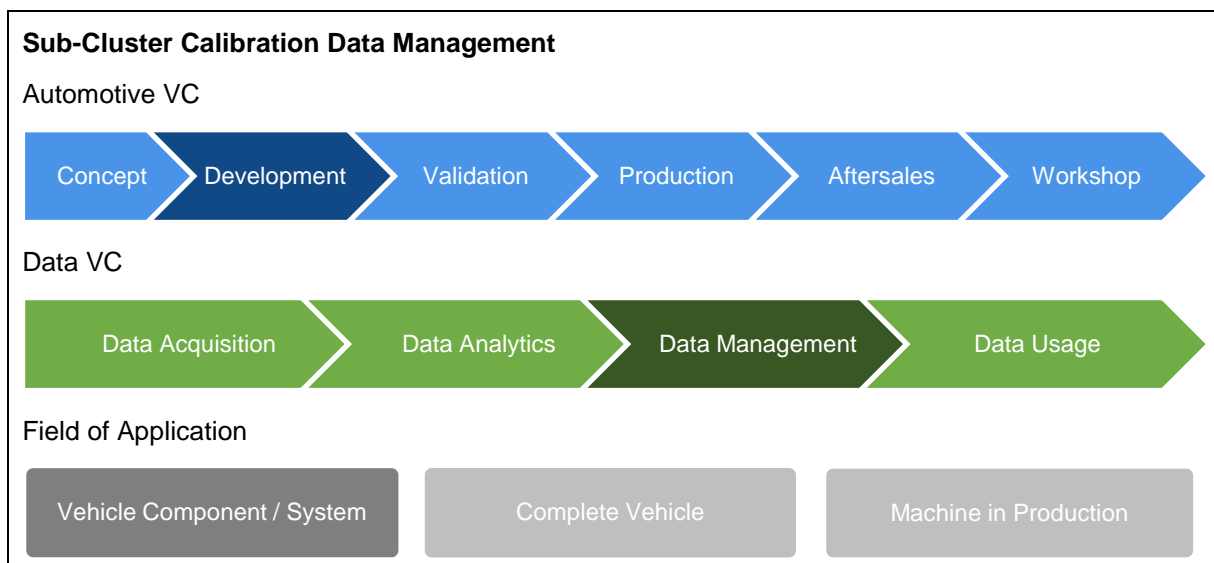 Sub-Cluster Calibration Data Management
Automotive VC
Concept Development Validation Production Aftersales Workshop
Data VC
Data Acquisition Data Analytics Data Management Data Usage
Field of Application
Vehicle Component / System Complete Vehicle Machine in Production